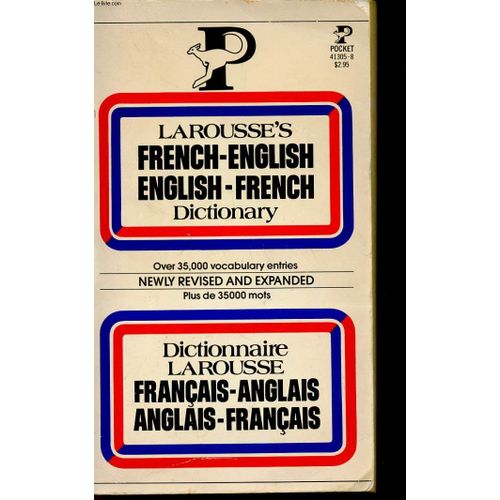 Le-livre.com
P
P
POCKET
41305-8
$2.95
LAROUSSE'S
FRENCH-ENGLISH
ENGLISH-FRENCH
Dictionary
Over 35,000 vocabulary entries
NEWLY REVISED AND EXPANDED
Plus de 35000 mots
Dictionnaire
LAROUSSE
FRANÇAIS-ANGLAIS
ANGLAIS-FRANÇAIS